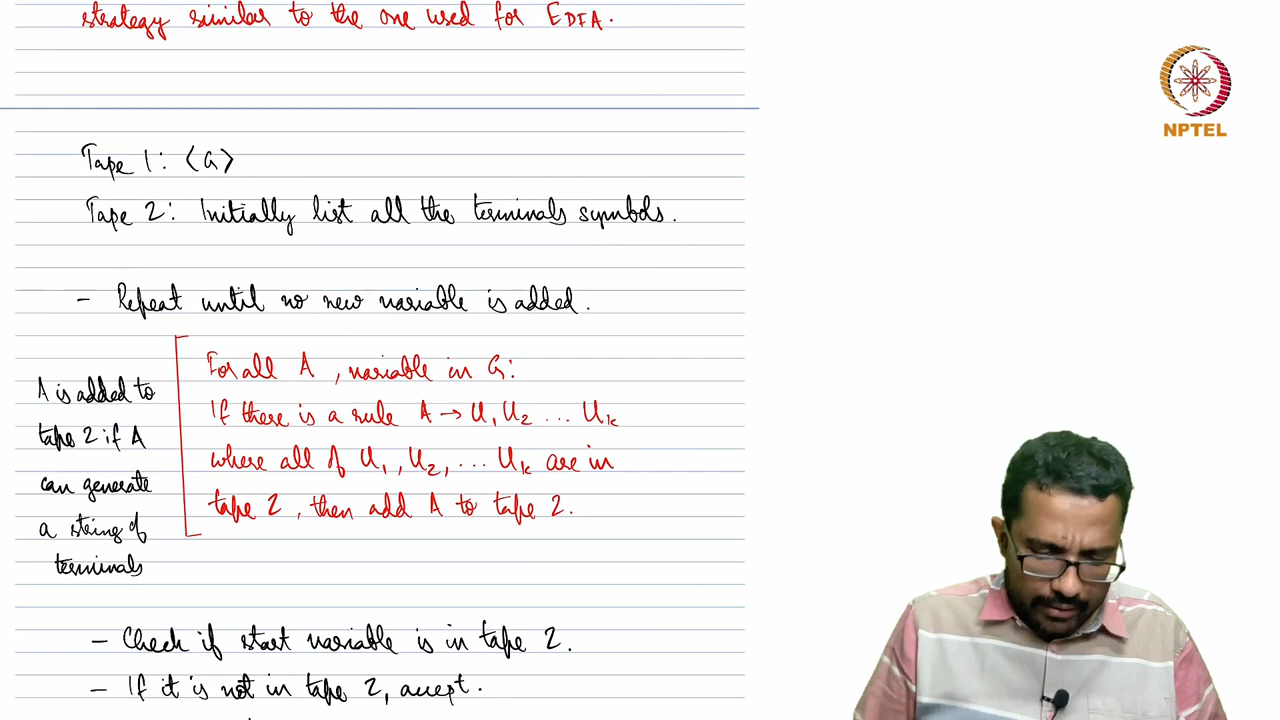 strategy similar to the one used for EDFA.
NPTEL
Tape 1: ⟨G⟩
Tape 2: Initially list all the terminals symbols.
- Repeat until no new variable is added.
For all A, variable in G:
If there is a rule A → U1 U2 ... Uk
where all of U1, U2, ... Uk are in
tape 2, then add A to tape 2.
A is added to
tape 2 if A
can generate
a string of
terminals
- Check if start variable is in tape 2.
- If it is not in tape 2, accept.